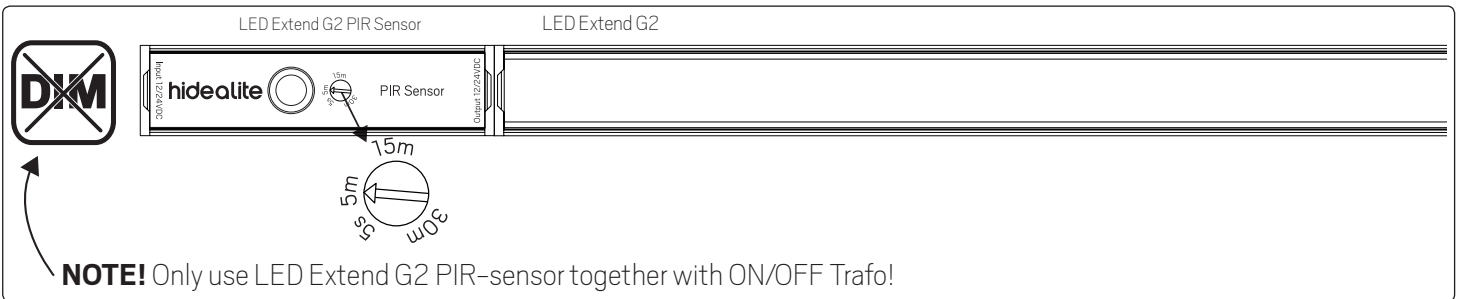 LED Extend G2 PIR Sensor
LED Extend G2
DIM
Input 12/24VDC
hidealite
15m
5m
5s
30m
PIR Sensor
Output 12/24VDC
15m
5m
5s
30m
NOTE! Only use LED Extend G2 PIR-sensor together with ON/OFF Trafo!